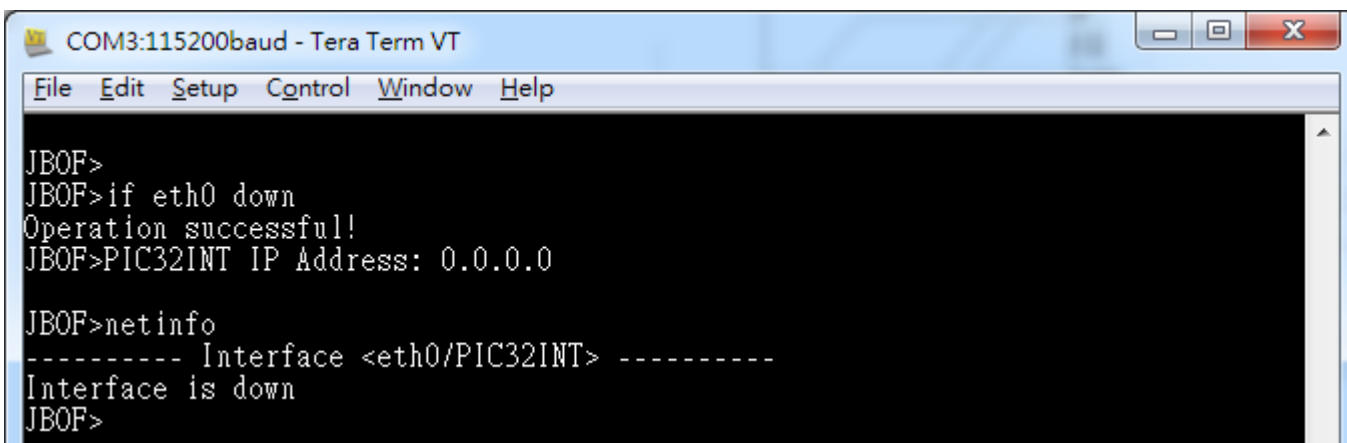 COM3:115200baud - Tera Term VT
File Edit Setup Control Window Help
JBOF>
JBOF>if eth0 down
Operation successful!
JBOF>PIC32INT IP Address: 0.0.0.0
JBOF>netinfo
---------- Interface <eth0/PIC32INT> ----------
Interface is down
JBOF>